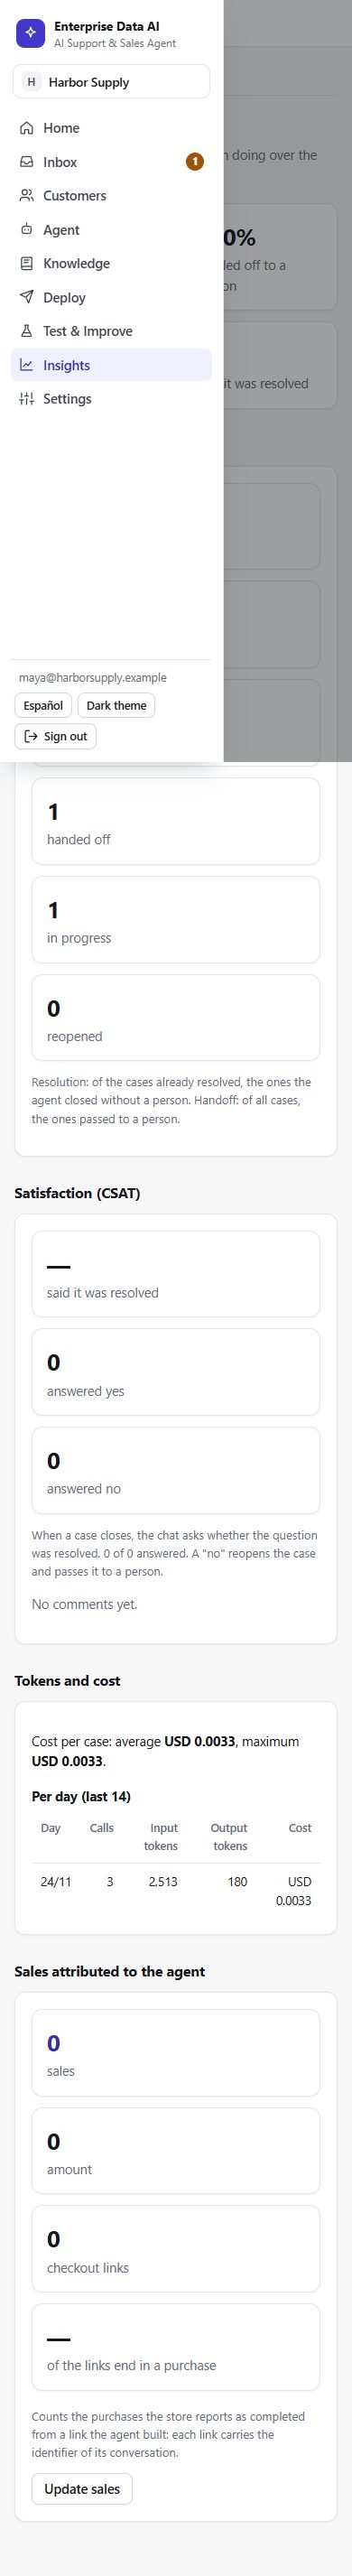 Enterprise Data AI
AI Support & Sales Agent
H Harbor Supply
Home
Inbox 1
Customers
Agent
Knowledge
Deploy
Test & Improve
Insights
Settings
maya@harborsupply.example
Español Dark theme
Sign out
doing over the
0%
off to a
it was resolved
1
handed off
1
in progress
0
reopened
Resolution: of the cases already resolved, the ones the
agent closed without a person. Handoff: of all cases,
the ones passed to a person.
Satisfaction (CSAT)
—
said it was resolved
0
answered yes
0
answered no
When a case closes, the chat asks whether the question
was resolved. 0 of 0 answered. A "no" reopens the case
and passes it to a person.
No comments yet.
Tokens and cost
Cost per case: average USD 0.0033, maximum
USD 0.0033.
Per day (last 14)
Day Calls Input tokens Output tokens Cost
24/11 3 2,513 180 USD 0.0033
Sales attributed to the agent
0
sales
0
amount
0
checkout links
—
of the links end in a purchase
Counts the purchases the store reports as completed
from a link the agent built: each link carries the
identifier of its conversation.
Update sales